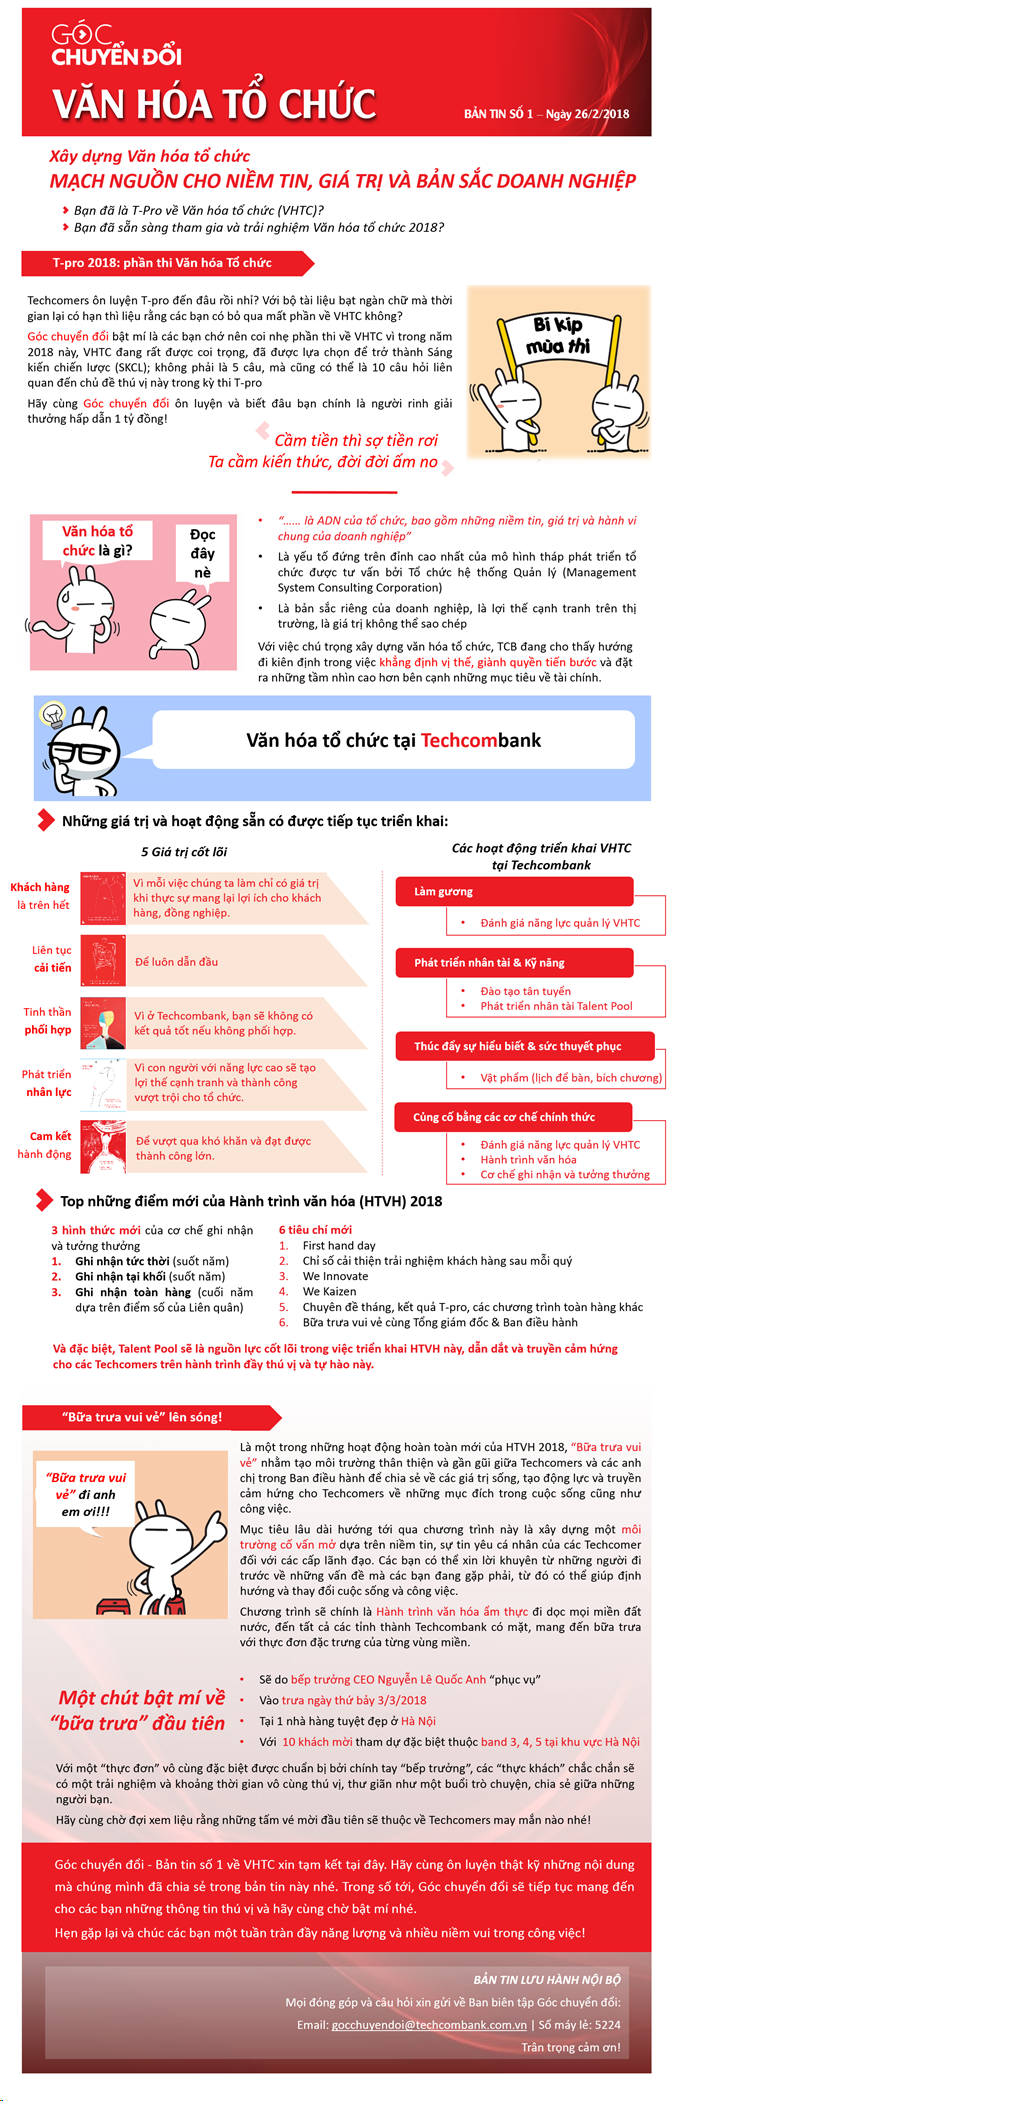 GÓC
CHUYỂN ĐỔI
VĂN HÓA TỔ CHỨC
BẢN TIN SỐ 1 – Ngày 26/2/2018
Xây dựng Văn hóa tổ chức
MẠCH NGUỒN CHO NIỀM TIN, GIÁ TRỊ VÀ BẢN SẮC DOANH NGHIỆP
Bạn đã là T-Pro về Văn hóa tổ chức (VHTC)?
Bạn đã sẵn sàng tham gia và trải nghiệm Văn hóa tổ chức 2018?
T-pro 2018: phần thi Văn hóa Tổ chức
Techcomers ôn luyện T-pro đến đâu rồi nhỉ? Với bộ tài liệu bạt ngàn chữ mà thời
gian lại có hạn thì liệu rằng các bạn có bỏ qua mất phần về VHTC không?
Góc chuyển đổi bật mí là các bạn chớ nên coi nhẹ phần thi về VHTC vì trong năm
2018 này, VHTC đang rất được coi trọng, đã được lựa chọn để trở thành Sáng
kiến chiến lược (SKCL); không phải là 5 câu, mà cũng có thể là 10 câu hỏi liên
quan đến chủ đề thú vị này trong kỳ thi T-pro
Hãy cùng Góc chuyển đổi ôn luyện và biết đâu bạn chính là người rinh giải
thưởng hấp dẫn 1 tỷ đồng!
Bí kíp
mùa thi
Cầm tiền thì sợ tiền rơi
Ta cầm kiến thức, đời đời ấm no
Văn hóa tổ
chức là gì?
Đọc
đây
nè
• “...... là ADN của tổ chức, bao gồm những niềm tin, giá trị và hành vi
chung của doanh nghiệp”
• Là yếu tố đứng trên đỉnh cao nhất của mô hình tháp phát triển tổ
chức được tư vấn bởi Tổ chức hệ thống Quản lý (Management
System Consulting Corporation)
• Là bản sắc riêng của doanh nghiệp, là lợi thế cạnh tranh trên thị
trường, là giá trị không thể sao chép
Với việc chú trọng xây dựng văn hóa tổ chức, TCB đang cho thấy hướng
đi kiên định trong việc khẳng định vị thế, giành quyền tiến bước và đặt
ra những tầm nhìn cao hơn bên cạnh những mục tiêu về tài chính.
Văn hóa tổ chức tại Techcombank
Những giá trị và hoạt động sẵn có được tiếp tục triển khai:
5 Giá trị cốt lõi
Khách hàng
là trên hết
Vì mỗi việc chúng ta làm chỉ có giá trị
khi thực sự mang lại lợi ích cho khách
hàng, đồng nghiệp.
Liên tục
cải tiến
Để luôn dẫn đầu
Tinh thần
phối hợp
Vì ở Techcombank, bạn sẽ không có
kết quả tốt nếu không phối hợp.
Phát triển
nhân lực
Vì con người với năng lực cao sẽ tạo
lợi thế cạnh tranh và thành công
vượt trội cho tổ chức.
Cam kết
hành động
Để vượt qua khó khăn và đạt được
thành công lớn.
Các hoạt động triển khai VHTC
tại Techcombank
Làm gương
• Đánh giá năng lực quản lý VHTC
Phát triển nhân tài & Kỹ năng
• Đào tạo tân tuyển
• Phát triển nhân tài Talent Pool
Thúc đẩy sự hiểu biết & sức thuyết phục
• Vật phẩm (lịch để bàn, bích chương)
Củng cố bằng các cơ chế chính thức
• Đánh giá năng lực quản lý VHTC
• Hành trình văn hóa
• Cơ chế ghi nhận và tưởng thưởng
Top những điểm mới của Hành trình văn hóa (HTVH) 2018
3 hình thức mới của cơ chế ghi nhận
và tưởng thưởng
1. Ghi nhận tức thời (suốt năm)
2. Ghi nhận tại khối (suốt năm)
3. Ghi nhận toàn hàng (cuối năm
dựa trên điểm số của Liên quân)
6 tiêu chí mới
1. First hand day
2. Chỉ số cải thiện trải nghiệm khách hàng sau mỗi quý
3. We Innovate
4. We Kaizen
5. Chuyên đề tháng, kết quả T-pro, các chương trình toàn hàng khác
6. Bữa trưa vui vẻ cùng Tổng giám đốc & Ban điều hành
Và đặc biệt, Talent Pool sẽ là nguồn lực cốt lõi trong việc triển khai HTVH này, dẫn dắt và truyền cảm hứng
cho các Techcomers trên hành trình đầy thú vị và tự hào này.
“Bữa trưa vui vẻ” lên sóng!
“Bữa trưa vui
vẻ” đi anh
em ơi!!!
Là một trong những hoạt động hoàn toàn mới của HTVH 2018, “Bữa trưa vui
vẻ” nhằm tạo môi trường thân thiện và gần gũi giữa Techcomers và các anh
chị trong Ban điều hành để chia sẻ về các giá trị sống, tạo động lực và truyền
cảm hứng cho Techcomers về những mục đích trong cuộc sống cũng như
công việc.
Mục tiêu lâu dài hướng tới qua chương trình này là xây dựng một môi
trường cố vấn mở dựa trên niềm tin, sự tin yêu cá nhân của các Techcomer
đối với các cấp lãnh đạo. Các bạn có thể xin lời khuyên từ những người đi
trước về những vấn đề mà các bạn đang gặp phải, từ đó có thể giúp định
hướng và thay đổi cuộc sống và công việc.
Chương trình sẽ chính là Hành trình văn hóa ẩm thực đi dọc mọi miền đất
nước, đến tất cả các tỉnh thành Techcombank có mặt, mang đến bữa trưa
với thực đơn đặc trưng của từng vùng miền.
Một chút bật mí về
“bữa trưa” đầu tiên
• Sẽ do bếp trưởng CEO Nguyễn Lê Quốc Anh “phục vụ”
• Vào trưa ngày thứ bảy 3/3/2018
• Tại 1 nhà hàng tuyệt đẹp ở Hà Nội
• Với 10 khách mời tham dự đặc biệt thuộc band 3, 4, 5 tại khu vực Hà Nội
Với một “thực đơn” vô cùng đặc biệt được chuẩn bị bởi chính tay “bếp trưởng”, các “thực khách” chắc chắn sẽ
có một trải nghiệm và khoảng thời gian vô cùng thú vị, thư giãn như một buổi trò chuyện, chia sẻ giữa những
người bạn.
Hãy cùng chờ đợi xem liệu rằng những tấm vé mời đầu tiên sẽ thuộc về Techcomers may mắn nào nhé!
Góc chuyển đổi - Bản tin số 1 về VHTC xin tạm kết tại đây. Hãy cùng ôn luyện thật kỹ những nội dung
mà chúng mình đã chia sẻ trong bản tin này nhé. Trong số tới, Góc chuyển đổi sẽ tiếp tục mang đến
cho các bạn những thông tin thú vị và hãy cùng chờ bật mí nhé.
Hẹn gặp lại và chúc các bạn một tuần tràn đầy năng lượng và nhiều niềm vui trong công việc!
BẢN TIN LƯU HÀNH NỘI BỘ
Mọi đóng góp và câu hỏi xin gửi về Ban biên tập Góc chuyển đổi:
Email: gocchuyendoi@techcombank.com.vn | Số máy lẻ: 5224
Trân trọng cảm ơn!